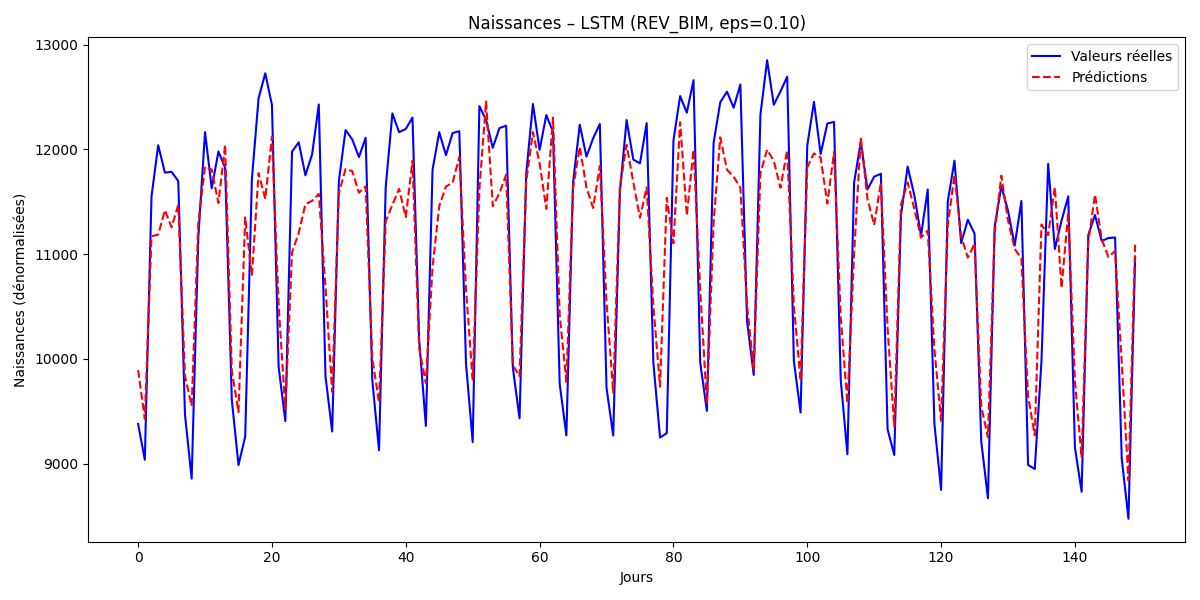 Naissances – LSTM (REV_BIM, eps=0.10)
Valeurs réelles
Prédictions
Naissances (dénormalisées)
13000
12000
11000
10000
9000
0 20 40 60 80 100 120 140
Jours